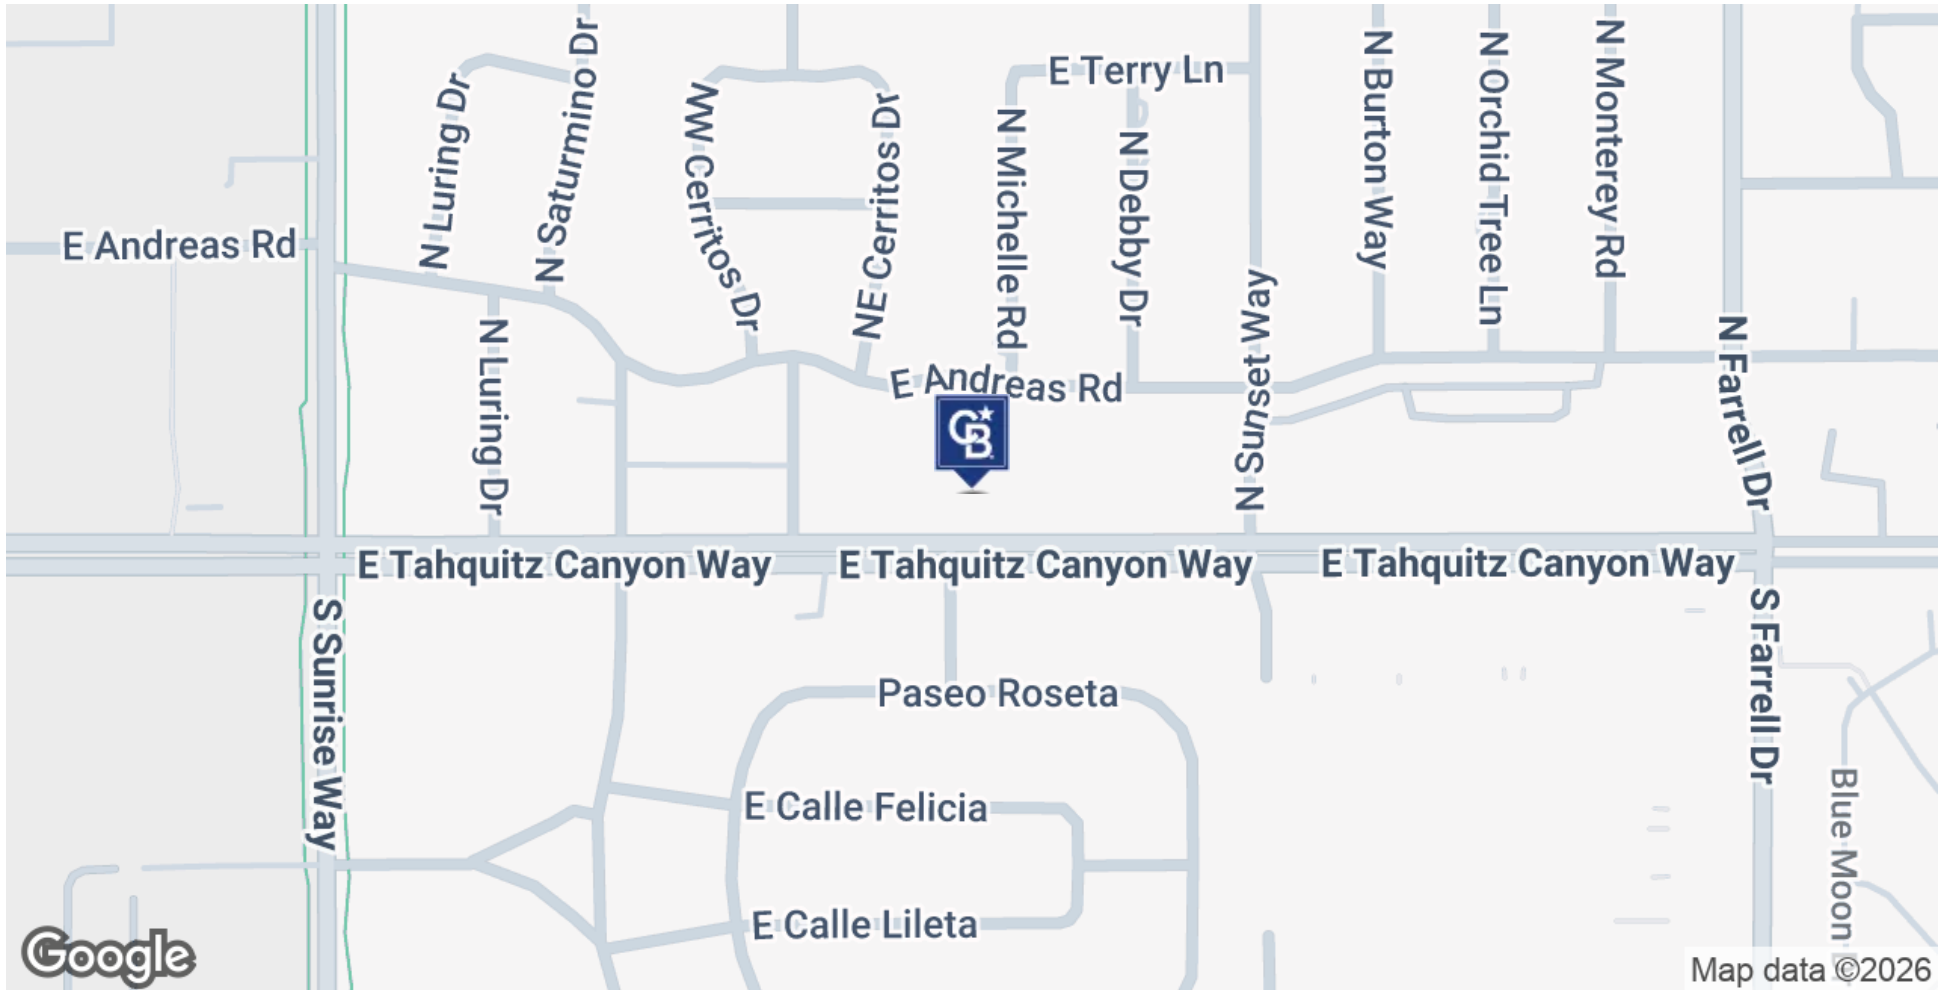 N Saturmino Dr
E Terry Ln
N Burton Way
N Orchid Tree Ln
N Monterey Rd
N Luring Dr
WW Cerritos Dr
NE Cerritos Dr
N Michelle Rd
N Debby Dr
E Andreas Rd
N Luring Dr
E Andreas Rd
N Sunset Way
N Farrell Dr
CB
E Tahquitz Canyon Way
E Tahquitz Canyon Way
E Tahquitz Canyon Way
S Sunrise Way
S Farrell Dr
Paseo Roseta
E Calle Felicia
Blue Moon
E Calle Lileta
Google
Map data ©2026